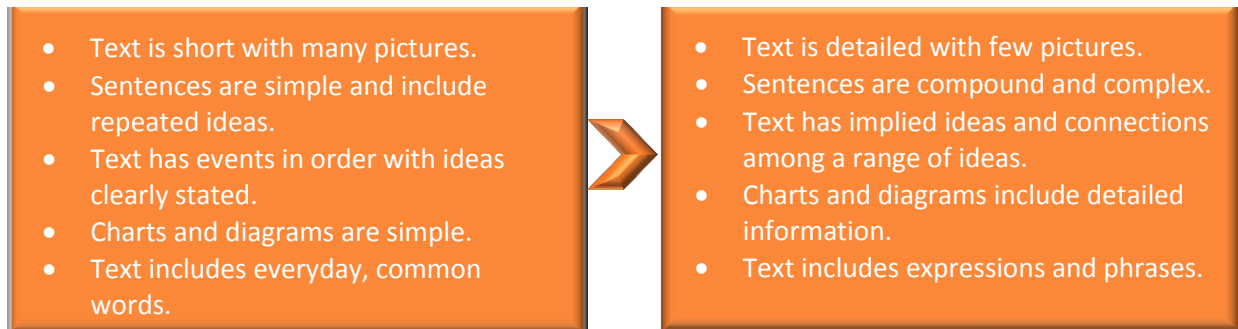 • Text is short with many pictures.
• Sentences are simple and include
repeated ideas.
• Text has events in order with ideas
clearly stated.
• Charts and diagrams are simple.
• Text includes everyday, common
words.
• Text is detailed with few pictures.
• Sentences are compound and complex.
• Text has implied ideas and connections
among a range of ideas.
• Charts and diagrams include detailed
information.
• Text includes expressions and phrases.